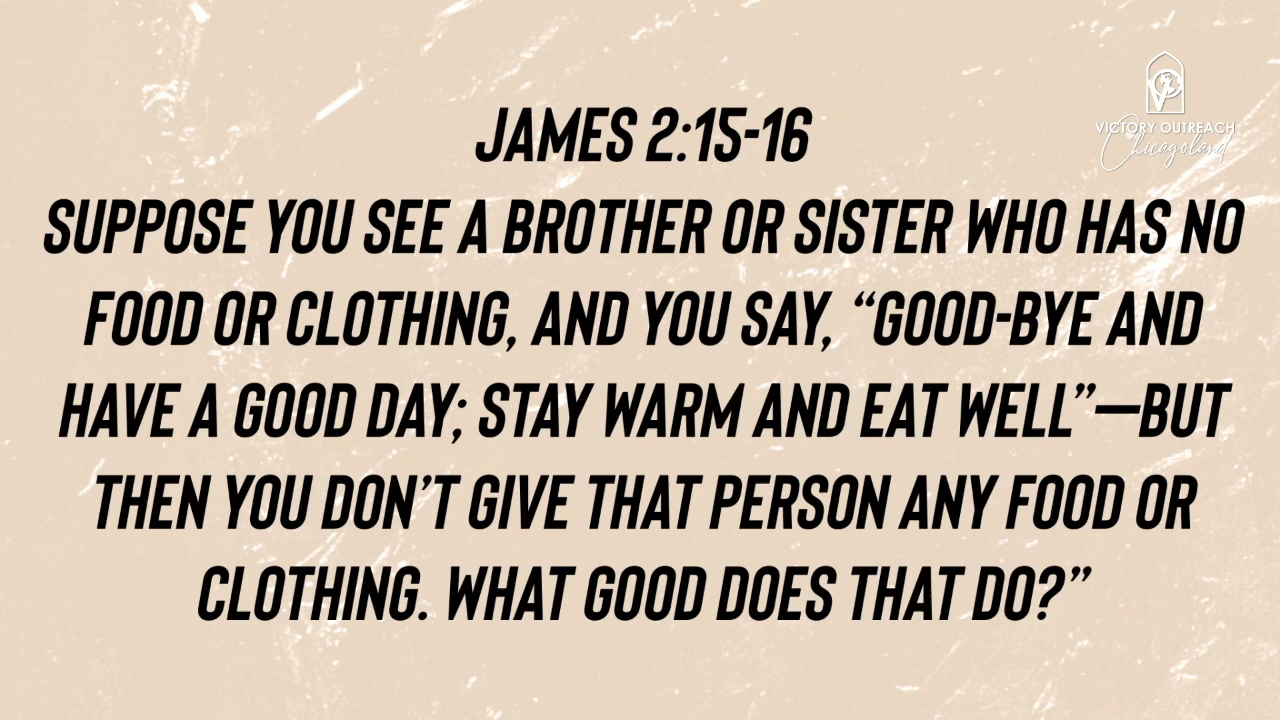 VICTORY OUTREACH
Chicagoland
JAMES 2:15-16
SUPPOSE YOU SEE A BROTHER OR SISTER WHO HAS NO
FOOD OR CLOTHING, AND YOU SAY, “GOOD-BYE AND
HAVE A GOOD DAY; STAY WARM AND EAT WELL”—BUT
THEN YOU DON’T GIVE THAT PERSON ANY FOOD OR
CLOTHING. WHAT GOOD DOES THAT DO?”